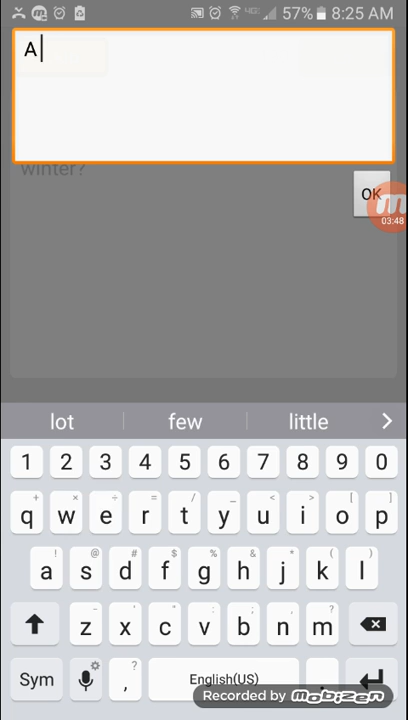 57% 8:25 AM
A
winter?
OK
03:48
lot few little >
1 2 3 4 5 6 7 8 9 0
+ × ÷ = / _ < > [ ]
q w e r t y u i o p
! @ # $ % & * ( )
a s d f g h j k l
- ' " : ; , ?
z x c v b n m
?
Sym , English(US) .
Recorded by mobizen